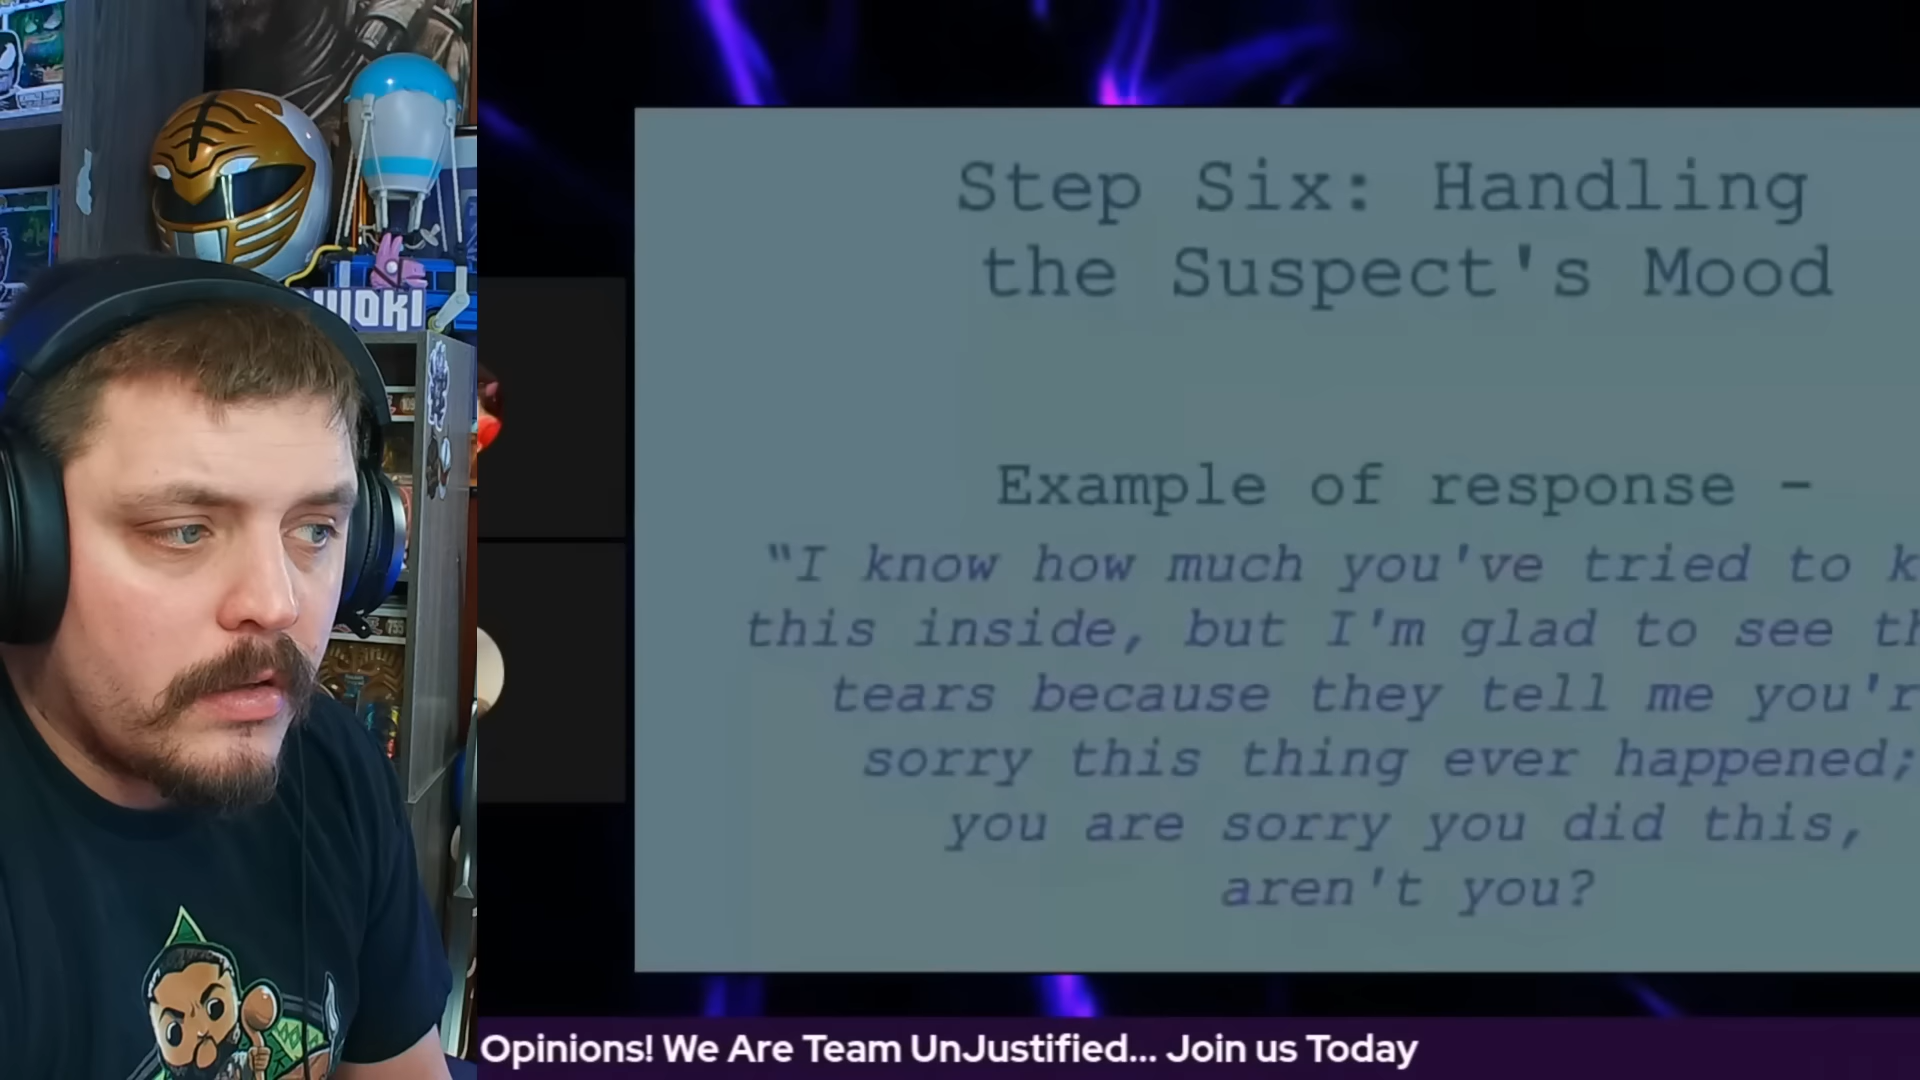 Step Six: Handling
the Suspect's Mood
Example of response -
"I know how much you've tried to
this inside, but I'm glad to see
tears because they tell me
sorry this thing ever happened;
you are sorry you did this,
aren't you?
Opinions! We Are Team UnJustified... Join us Today
755